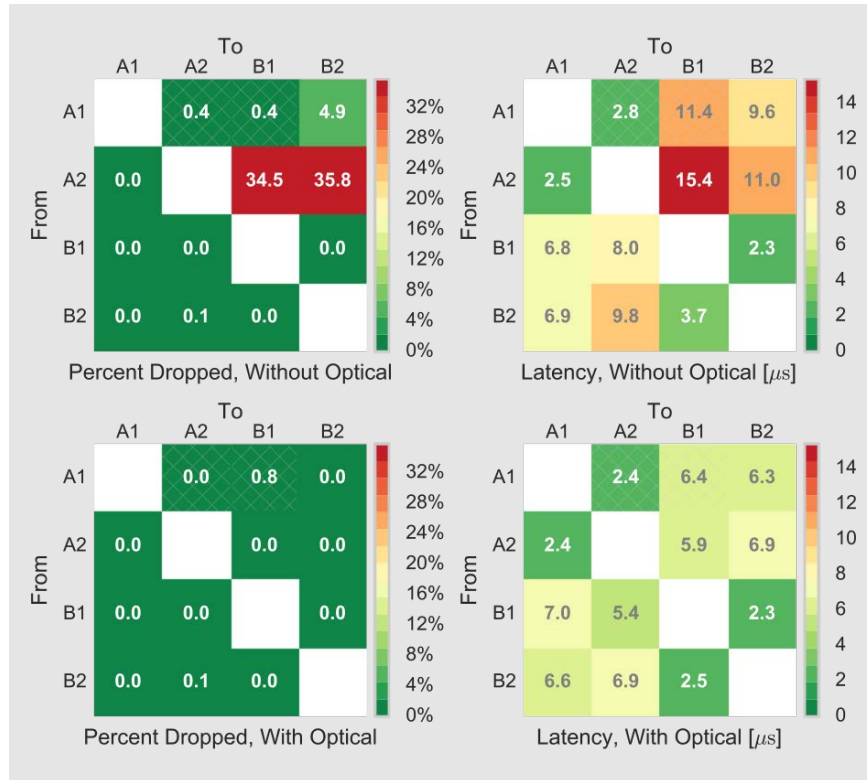 To
A1 A2 B1 B2
From
A1 0.4 0.4 4.9
A2 0.0 34.5 35.8
B1 0.0 0.0 0.0
B2 0.0 0.1 0.0
32%
28%
24%
20%
16%
12%
8%
4%
0%
Percent Dropped, Without Optical
To
A1 A2 B1 B2
From
A1 2.8 11.4 9.6
A2 2.5 15.4 11.0
B1 6.8 8.0 2.3
B2 6.9 9.8 3.7
14
12
10
8
6
4
2
0
Latency, Without Optical [μs]
To
A1 A2 B1 B2
From
A1 0.0 0.8 0.0
A2 0.0 0.0 0.0
B1 0.0 0.0 0.0
B2 0.0 0.1 0.0
32%
28%
24%
20%
16%
12%
8%
4%
0%
Percent Dropped, With Optical
To
A1 A2 B1 B2
From
A1 2.4 6.4 6.3
A2 2.4 5.9 6.9
B1 7.0 5.4 2.3
B2 6.6 6.9 2.5
14
12
10
8
6
4
2
0
Latency, With Optical [μs]